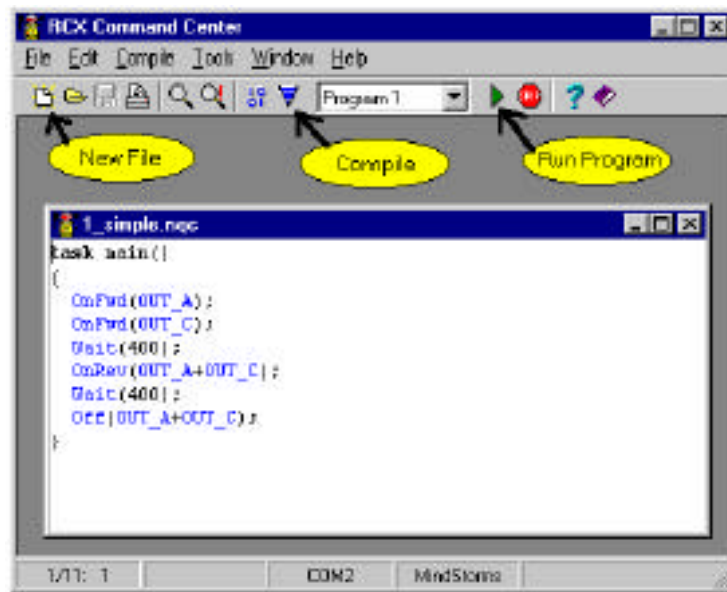 RCX Command Center
File Edit Compile Tools Window Help
Program 1
New File
Compile
Run Program
1_simple.nqc
task main()
{
OnFwd(OUT_A);
OnFwd(OUT_C);
Wait(400);
OnRev(OUT_A+OUT_C);
Wait(400);
Off(OUT_A+OUT_C);
}
1/11: 1
COM2
MindStorms